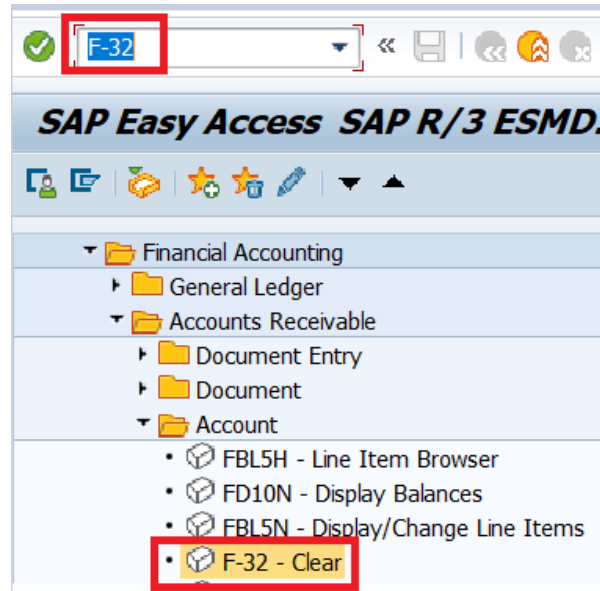 F-32
SAP Easy Access SAP R/3 ESMD.
Financial Accounting
General Ledger
Accounts Receivable
Document Entry
Document
Account
FBL5H - Line Item Browser
FD10N - Display Balances
FBL5N - Display/Change Line Items
F-32 - Clear